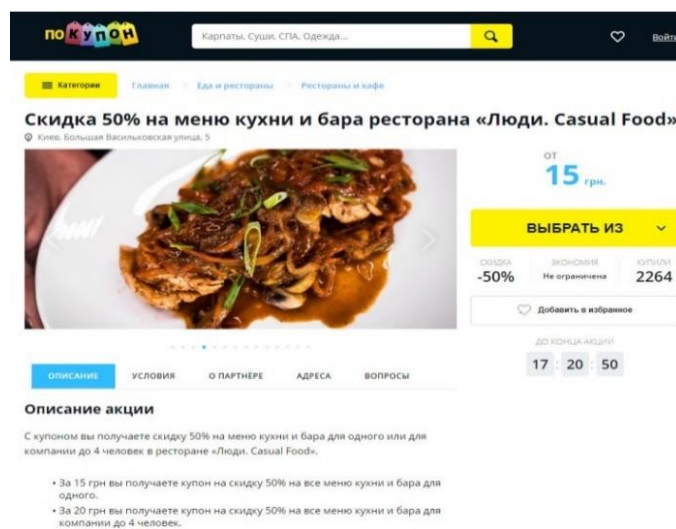 покупон
Карпаты, Суши, СПА, Одежда...
Войти
Категории
Главная
Еда и рестораны
Рестораны и кафе
Скидка 50% на меню кухни и бара ресторана «Люди. Casual Food»
Киев, Большая Васильковская улица, 5
от
15 грн.
ВЫБРАТЬ ИЗ
СКИДКА
-50%
ЭКОНОМИЯ
Не ограничена
КУПИЛИ
2264
Добавить в избранное
ДО КОНЦА АКЦИИ
17 : 20 : 50
ОПИСАНИЕ
УСЛОВИЯ
О ПАРТНЁРЕ
АДРЕСА
ВОПРОСЫ
Описание акции
С купоном вы получаете скидку 50% на меню кухни и бара для одного или для
компании до 4 человек в ресторане «Люди. Casual Food».
• За 15 грн вы получаете купон на скидку 50% на все меню кухни и бара для
одного.
• За 20 грн вы получаете купон на скидку 50% на все меню кухни и бара для
компании до 4 человек.